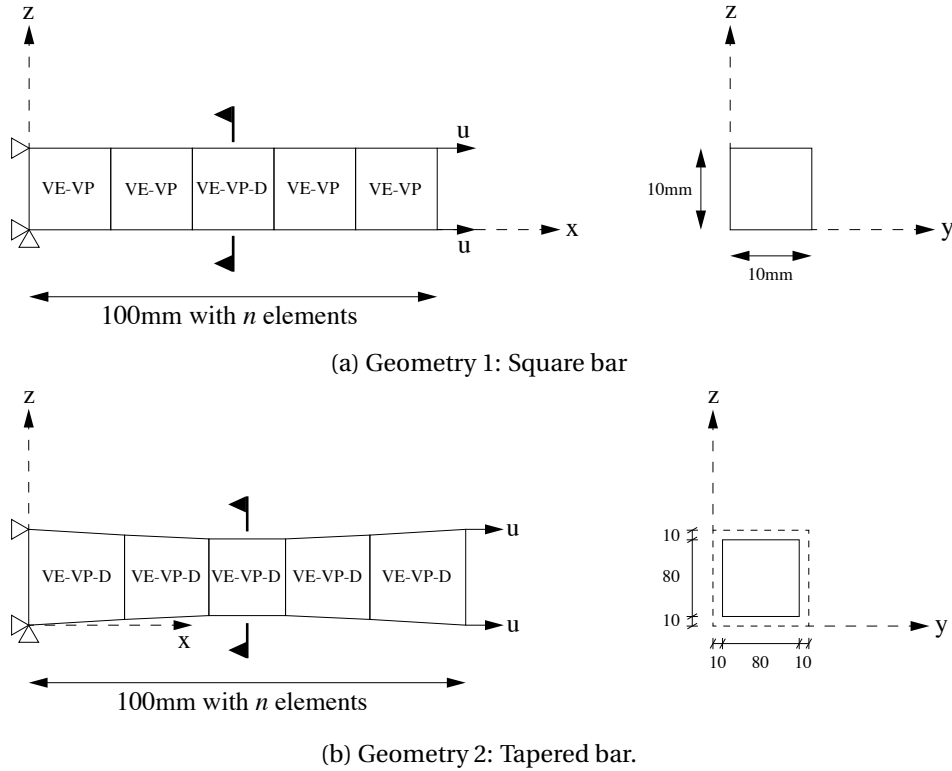 z
u
VE-VP VE-VP VE-VP-D VE-VP VE-VP
u
x
100mm with n elements
10mm
y
10mm
(a) Geometry 1: Square bar
z
u
VE-VP-D VE-VP-D VE-VP-D VE-VP-D VE-VP-D
x
u
100mm with n elements
z
10
80
10
y
10 80 10
(b) Geometry 2: Tapered bar.
z